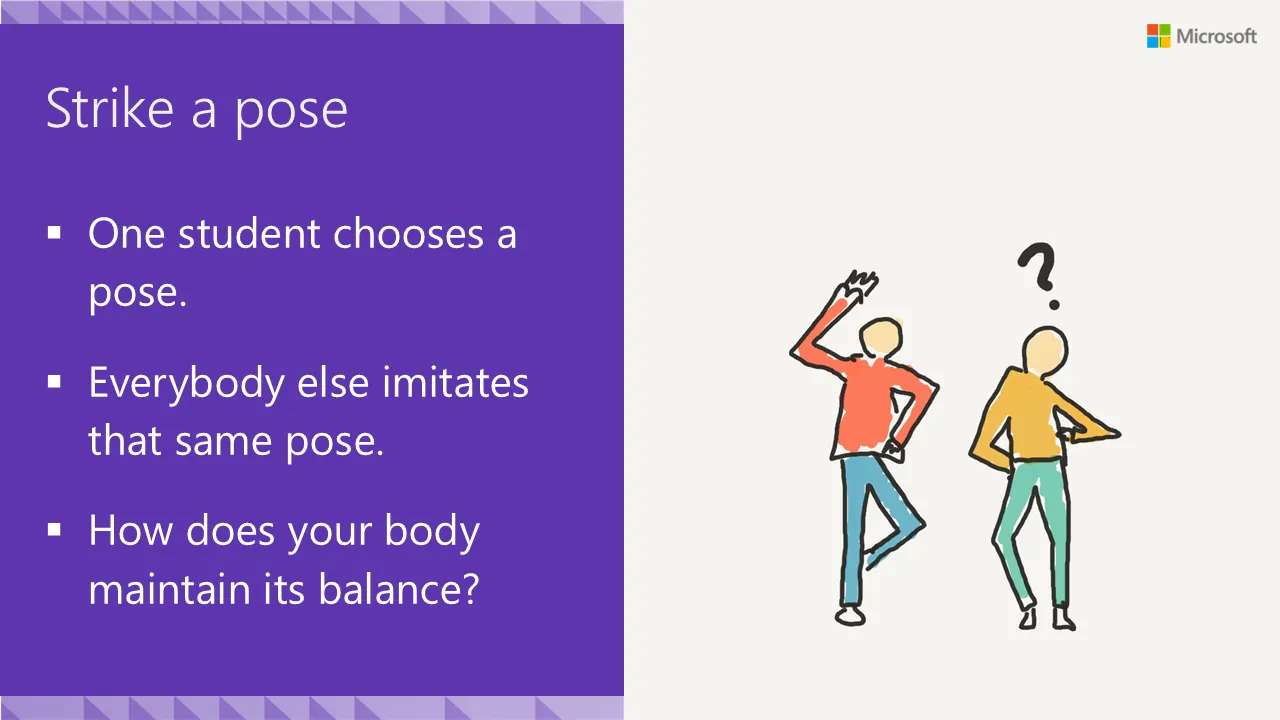 Microsoft
Strike a pose
▪ One student chooses a
pose.
▪ Everybody else imitates
that same pose.
▪ How does your body
maintain its balance?
?